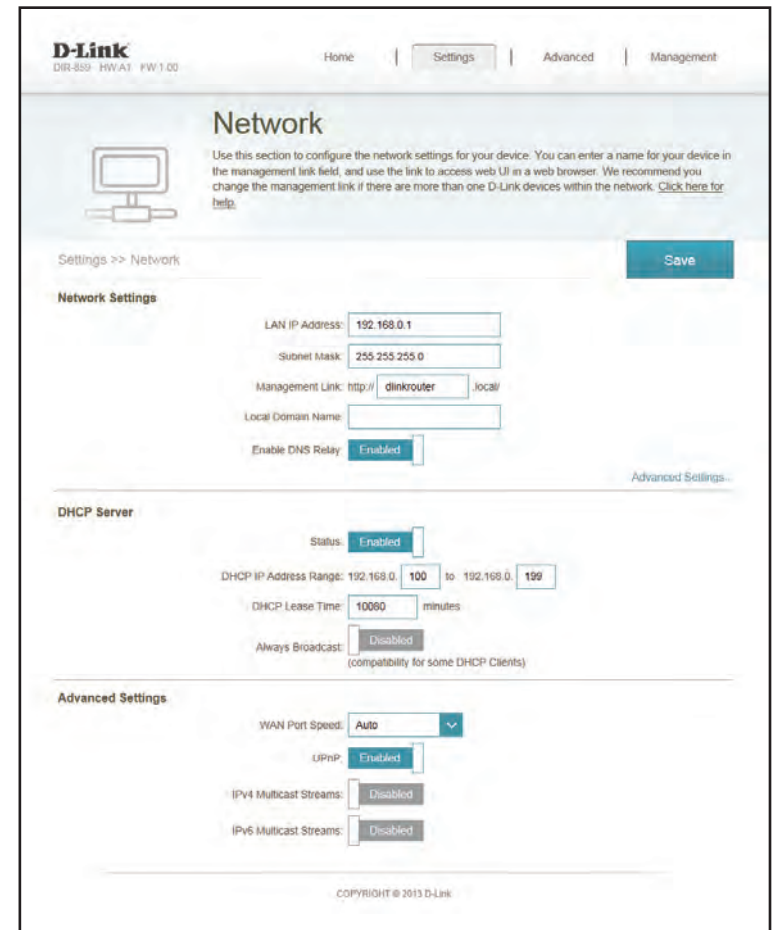 D-Link
DIR-859 HW:A1 FW:1.00
Home | Settings | Advanced | Management
Network
Use this section to configure the network settings for your device. You can enter a name for your device in
the management link field, and use the link to access web UI in a web browser. We recommend you
change the management link if there are more than one D-Link devices within the network. Click here for
help.
Settings >> Network
Save
Network Settings
LAN IP Address: 192.168.0.1
Subnet Mask: 255.255.255.0
Management Link: http:// dlinkrouter .local/
Local Domain Name:
Enable DNS Relay: Enabled
Advanced Settings...
DHCP Server
Status: Enabled
DHCP IP Address Range: 192.168.0. 100 to 192.168.0. 199
DHCP Lease Time: 10080 minutes
Always Broadcast: Disabled
(compatibility for some DHCP Clients)
Advanced Settings
WAN Port Speed: Auto
UPnP: Enabled
IPv4 Multicast Streams: Disabled
IPv6 Multicast Streams: Disabled
COPYRIGHT © 2013 D-Link